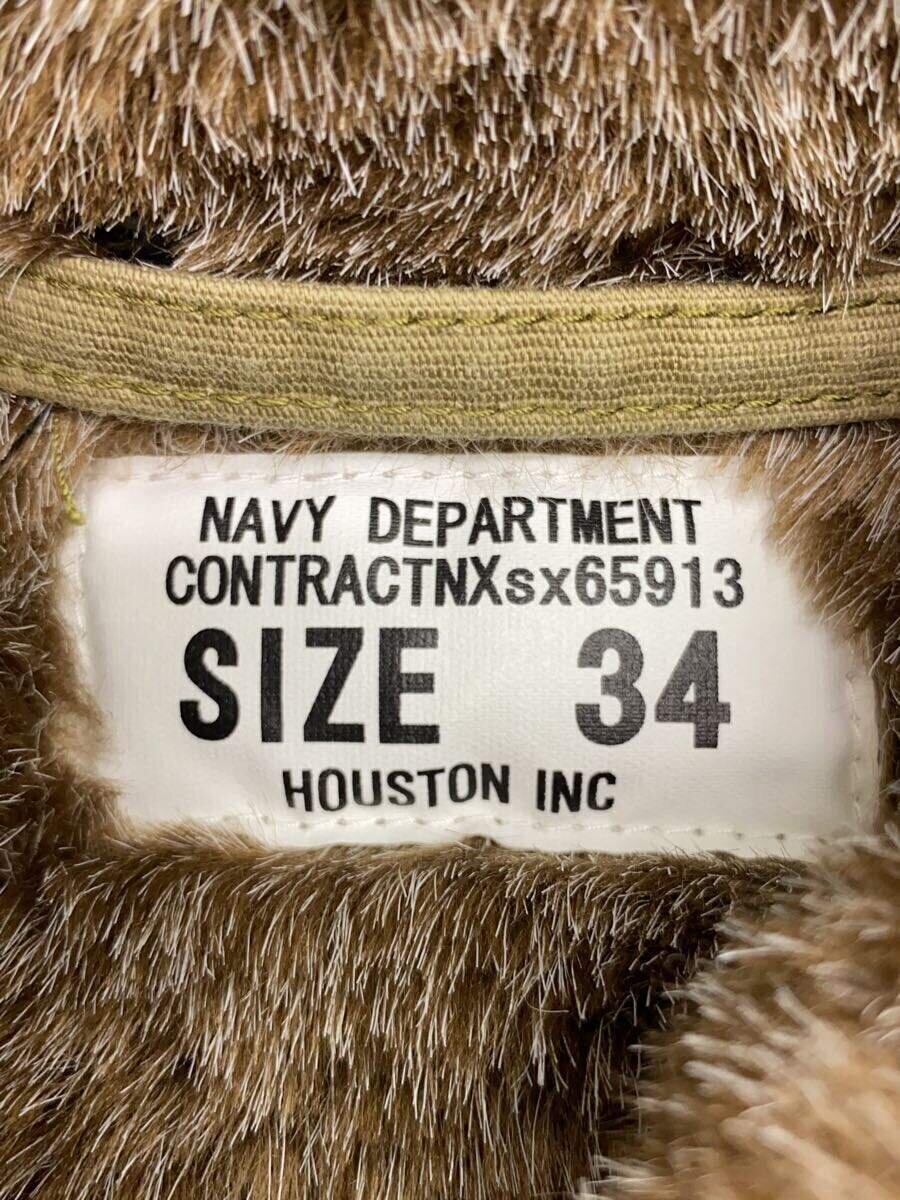 NAVY DEPARTMENT
CONTRACTNXsx65913
SIZE 34
HOUSTON INC